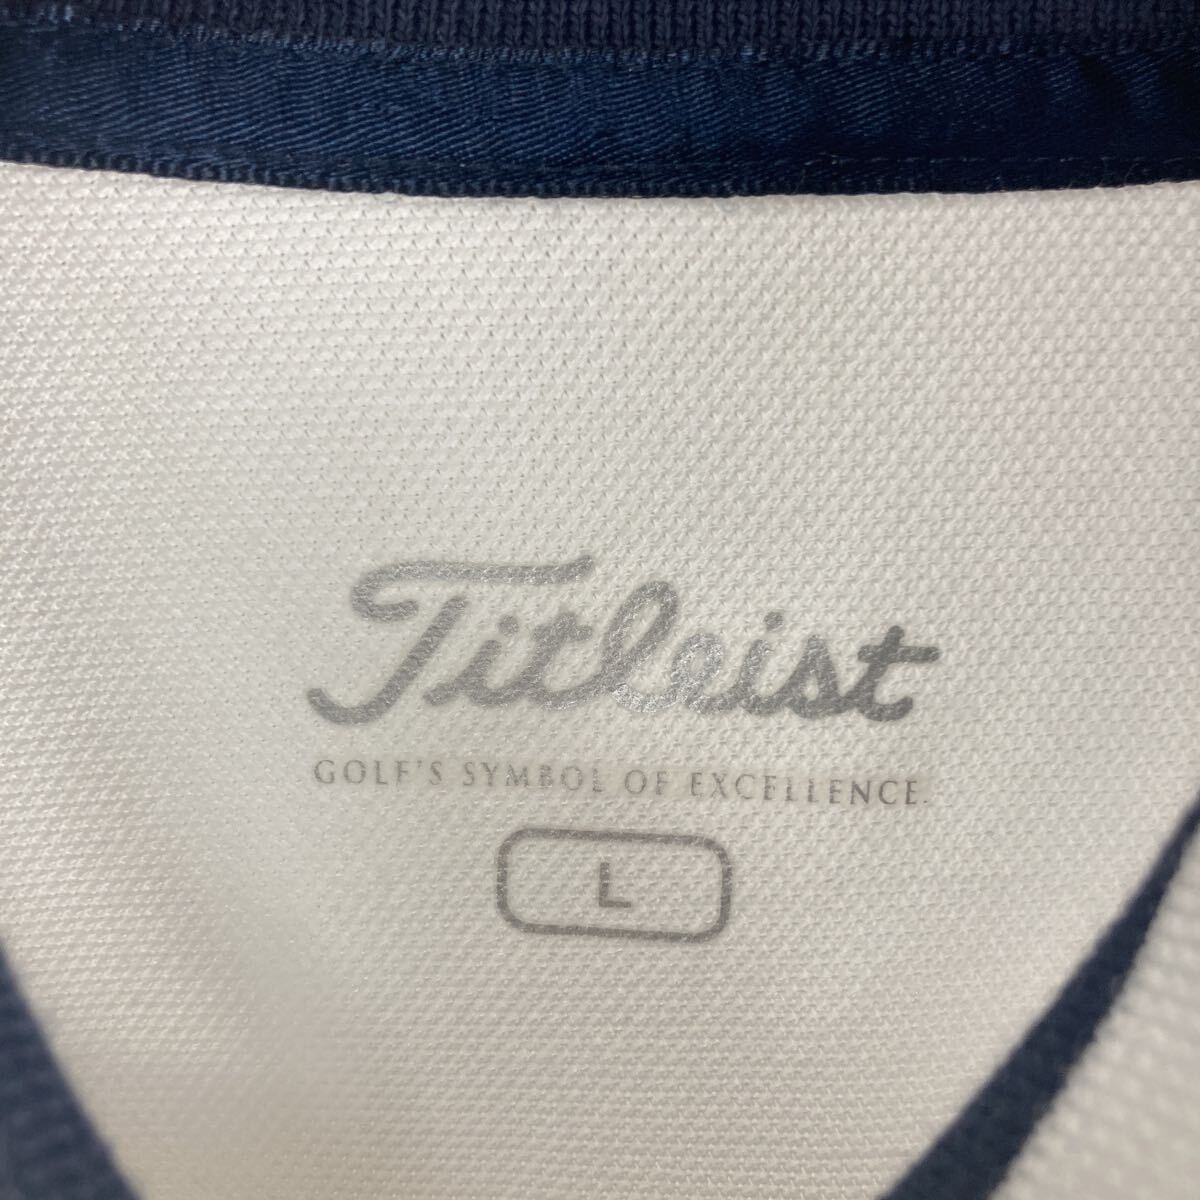 Titleist
GOLF'S SYMBOL OF EXCELLENCE.
L